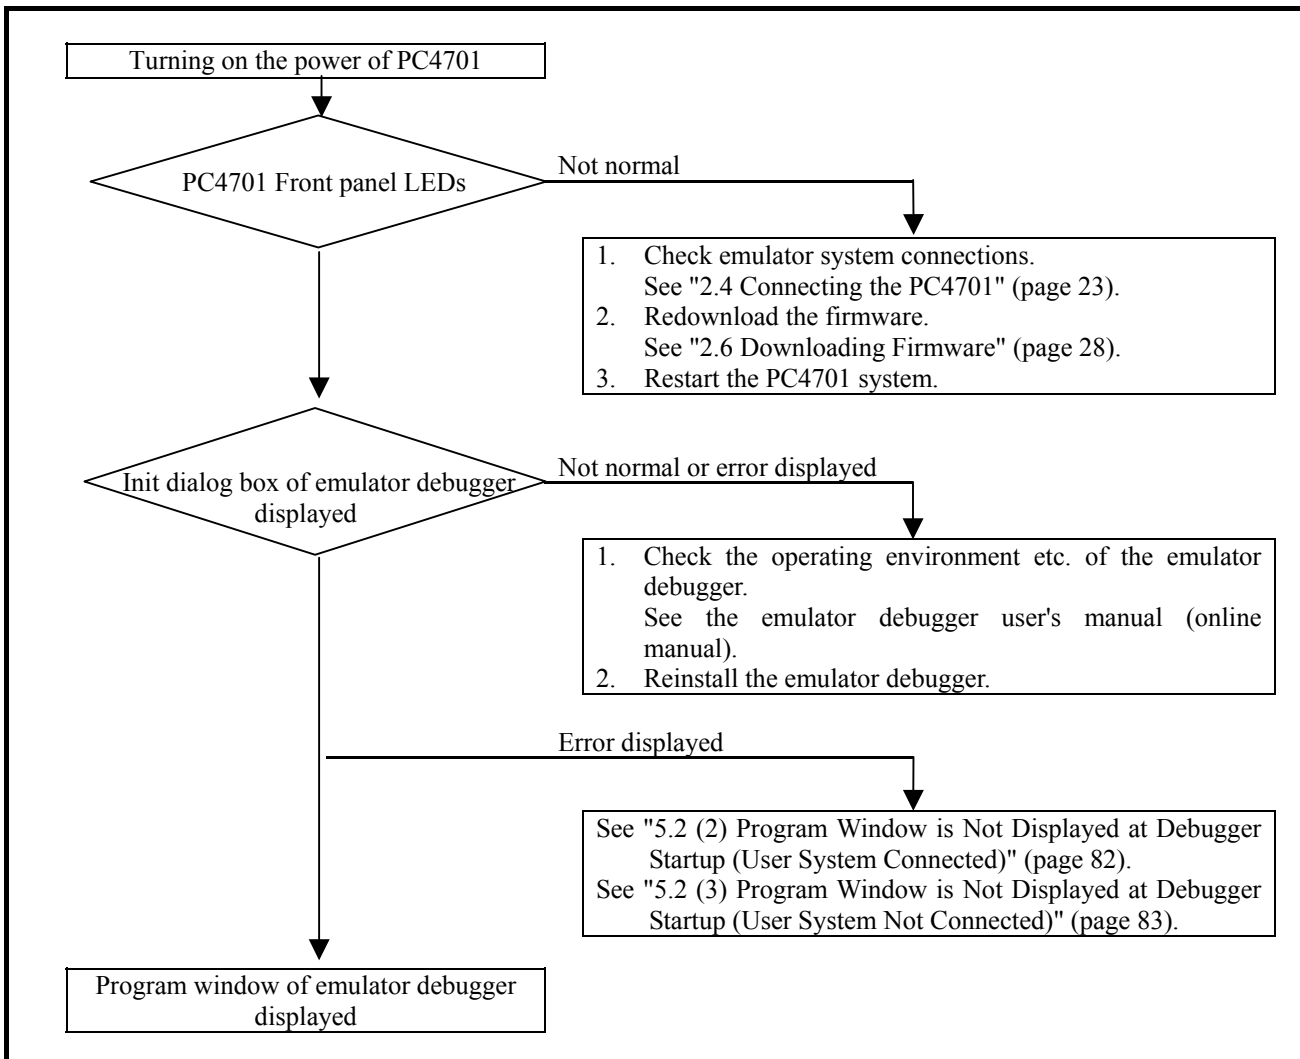 Turning on the power of PC4701
PC4701 Front panel LEDs
Not normal
1. Check emulator system connections.
See "2.4 Connecting the PC4701" (page 23).
2. Redownload the firmware.
See "2.6 Downloading Firmware" (page 28).
3. Restart the PC4701 system.
Init dialog box of emulator debugger
displayed
Not normal or error displayed
1. Check the operating environment etc. of the emulator
debugger.
See the emulator debugger user's manual (online
manual).
2. Reinstall the emulator debugger.
Error displayed
See "5.2 (2) Program Window is Not Displayed at Debugger
Startup (User System Connected)" (page 82).
See "5.2 (3) Program Window is Not Displayed at Debugger
Startup (User System Not Connected)" (page 83).
Program window of emulator debugger
displayed